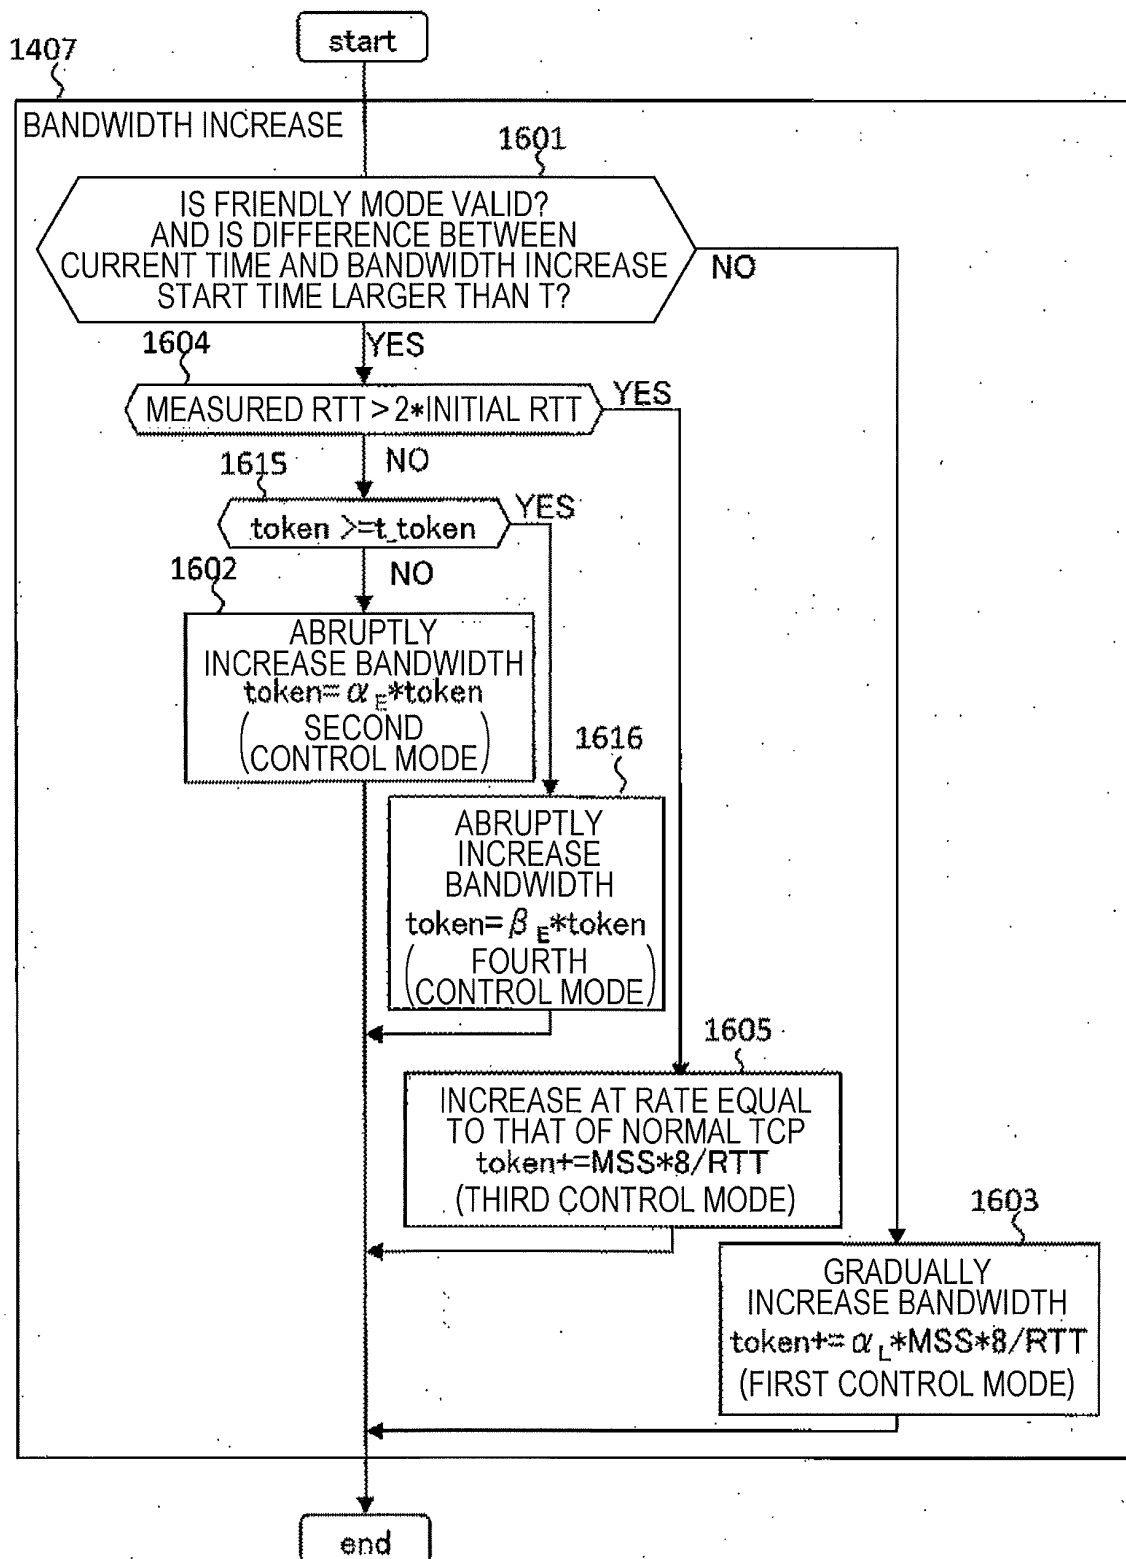 start
1407
BANDWIDTH INCREASE
1601
IS FRIENDLY MODE VALID?
AND IS DIFFERENCE BETWEEN
CURRENT TIME AND BANDWIDTH INCREASE
START TIME LARGER THAN T?
NO
YES
1604
MEASURED RTT > 2*INITIAL RTT
YES
NO
1615
token >=t_token
YES
NO
1602
ABRUPTLY
INCREASE BANDWIDTH
token= α E*token
(SECOND
CONTROL MODE)
1616
ABRUPTLY
INCREASE
BANDWIDTH
token= β E*token
(FOURTH
CONTROL MODE)
1605
INCREASE AT RATE EQUAL
TO THAT OF NORMAL TCP
token+=MSS*8/RTT
(THIRD CONTROL MODE)
1603
GRADUALLY
INCREASE BANDWIDTH
token+= α L*MSS*8/RTT
(FIRST CONTROL MODE)
end